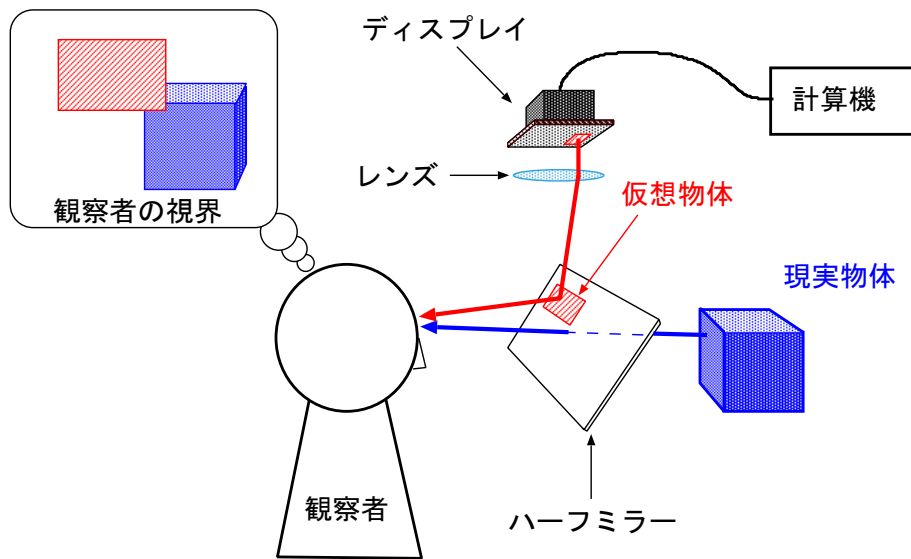 ディスプレイ
計算機
レンズ
観察者の視界
仮想物体
現実物体
観察者
ハーフミラー